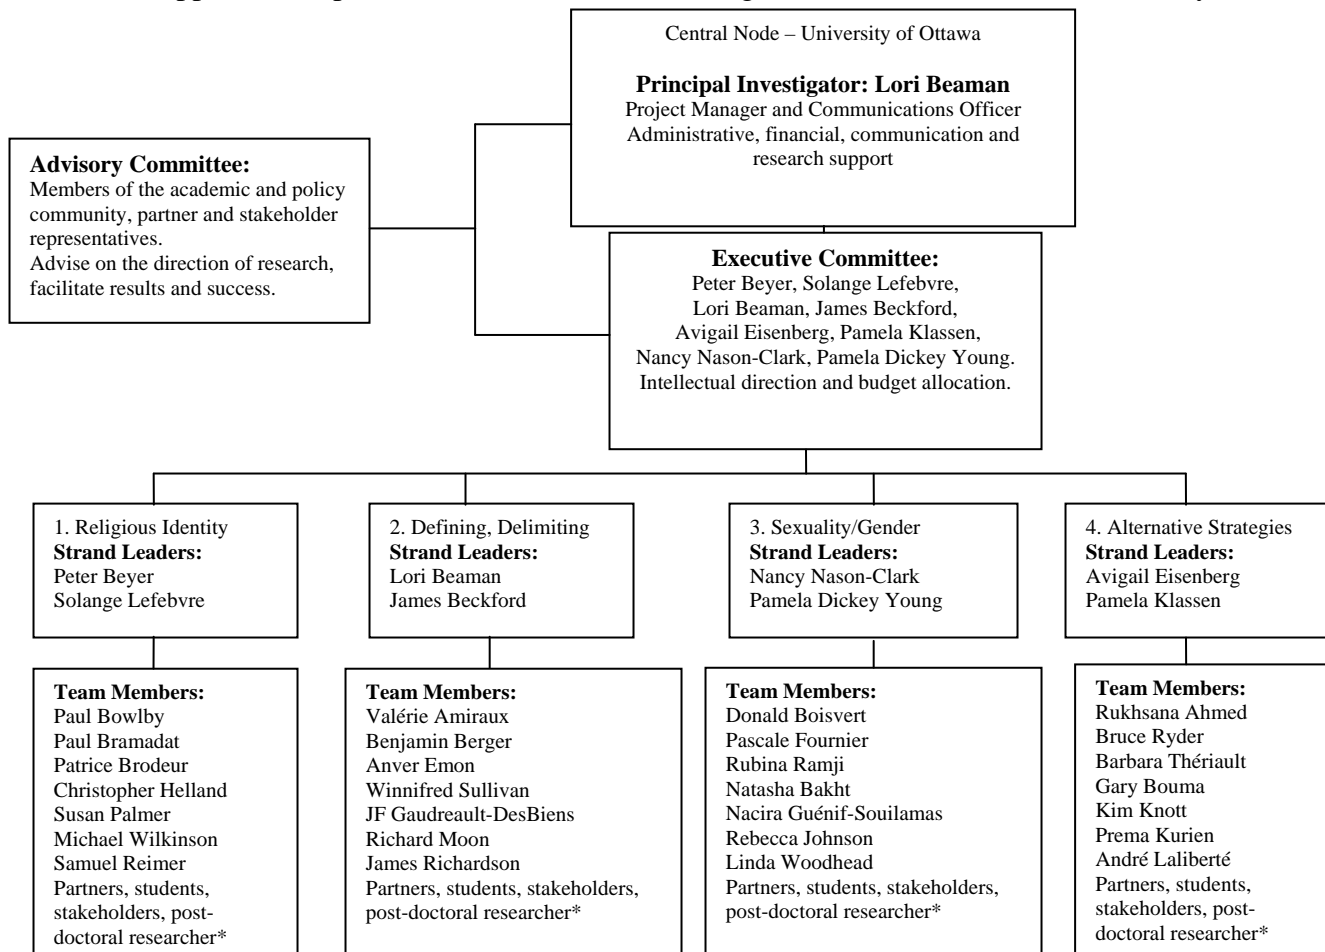 Central Node – University of Ottawa
Principal Investigator: Lori Beaman
Project Manager and Communications Officer
Administrative, financial, communication and
research support
Advisory Committee:
Members of the academic and policy
community, partner and stakeholder
representatives.
Advise on the direction of research,
facilitate results and success.
Executive Committee:
Peter Beyer, Solange Lefebvre,
Lori Beaman, James Beckford,
Avigail Eisenberg, Pamela Klassen,
Nancy Nason-Clark, Pamela Dickey Young.
Intellectual direction and budget allocation.
1. Religious Identity
Strand Leaders:
Peter Beyer
Solange Lefebvre
2. Defining, Delimiting
Strand Leaders:
Lori Beaman
James Beckford
3. Sexuality/Gender
Strand Leaders:
Nancy Nason-Clark
Pamela Dickey Young
4. Alternative Strategies
Strand Leaders:
Avigail Eisenberg
Pamela Klassen
Team Members:
Paul Bowlby
Paul Bramadat
Patrice Brodeur
Christopher Helland
Susan Palmer
Michael Wilkinson
Samuel Reimer
Partners, students,
stakeholders, post-
doctoral researcher*
Team Members:
Valérie Amiraux
Benjamin Berger
Anver Emon
Winnifred Sullivan
JF Gaudreault-DesBiens
Richard Moon
James Richardson
Partners, students, stakeholders,
post-doctoral researcher*
Team Members:
Donald Boisvert
Pascale Fournier
Rubina Ramji
Natasha Bakht
Nacira Guénif-Souilamas
Rebecca Johnson
Linda Woodhead
Partners, students, stakeholders,
post-doctoral researcher*
Team Members:
Rukhsana Ahmed
Bruce Ryder
Barbara Thériault
Gary Bouma
Kim Knott
Prema Kurien
André Laliberté
Partners, students,
stakeholders, post-
doctoral researcher*